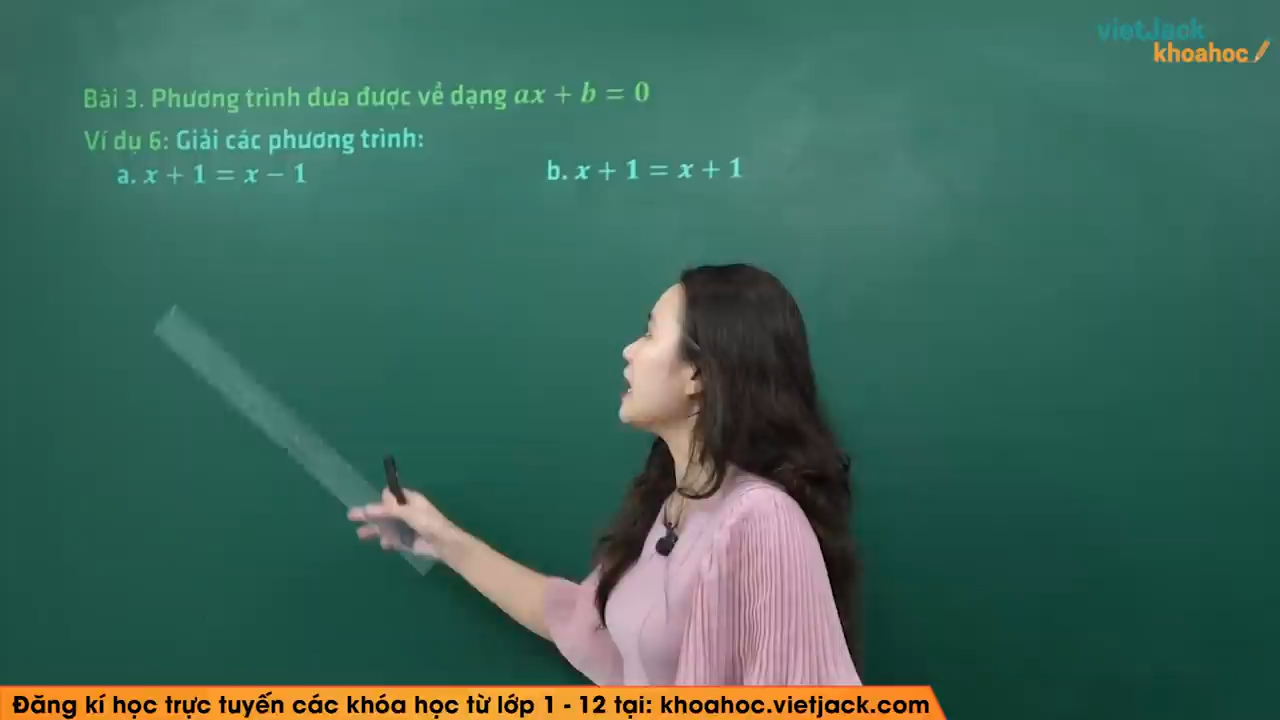 vietJack
khoahoc
Bài 3. Phương trình đưa được về dạng ax + b = 0
Ví dụ 6: Giải các phương trình:
a. x + 1 = x − 1
b. x + 1 = x + 1
Đăng kí học trực tuyến các khóa học từ lớp 1 - 12 tại: khoahoc.vietjack.com